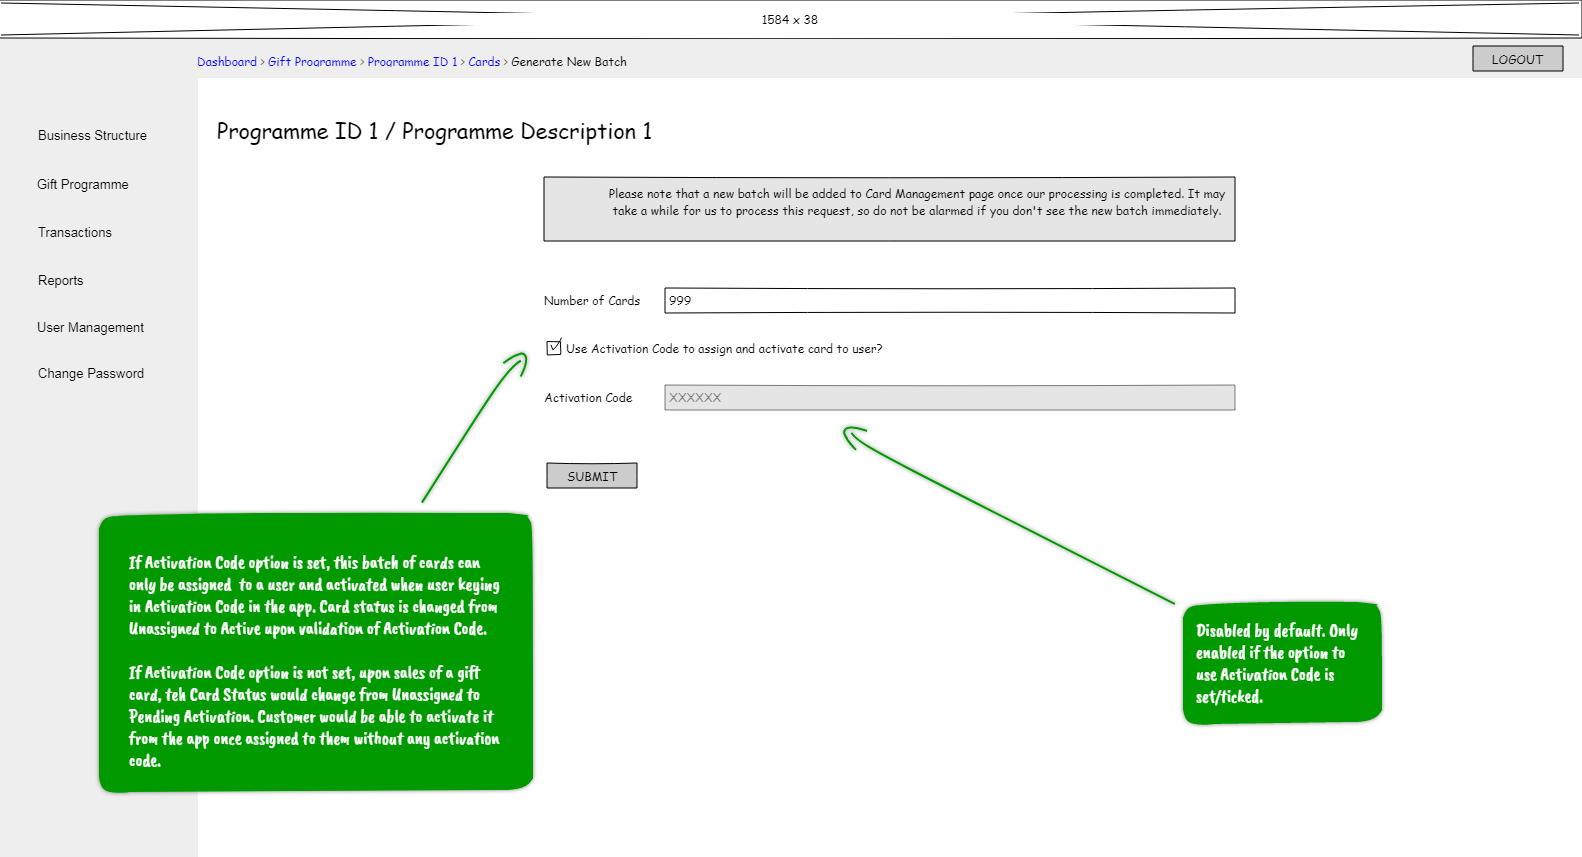 1584 x 38
Dashboard > Gift Programme > Programme ID 1 > Cards > Generate New Batch
LOGOUT
Business Structure
Gift Programme
Transactions
Reports
User Management
Change Password
Programme ID 1 / Programme Description 1
Please note that a new batch will be added to Card Management page once our processing is completed. It may
take a while for us to process this request, so do not be alarmed if you don't see the new batch immediately.
Number of Cards
999
Use Activation Code to assign and activate card to user?
Activation Code
XXXXXX
SUBMIT
If Activation Code option is set, this batch of cards can
only be assigned to a user and activated when user keying
in Activation Code in the app. Card status is changed from
Unassigned to Active upon validation of Activation Code.
If Activation Code option is not set, upon sales of a gift
card, teh Card Status would change from Unassigned to
Pending Activation. Customer would be able to activate it
from the app once assigned to them without any activation
code.
Disabled by default. Only
enabled if the option to
use Activation Code is
set/ticked.